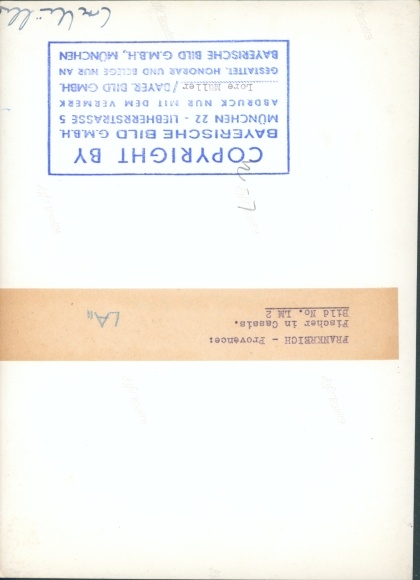 FRANKREICH - Provence:
Fischer in Cassis.
Bild No. LM 2
LA
COPYRIGHT BY
BAYERISCHE BILD G.M.B.H.
MÜNCHEN 22 - LIEBHERRSTRASSE 5
ABDRUCK NUR MIT DEM VERMERK
Lore Müller / BAYER. BILD GMBH.
GESTATTET. HONORAR UND BELEGE NUR AN
BAYERISCHE BILD G.M.B.H., MÜNCHEN